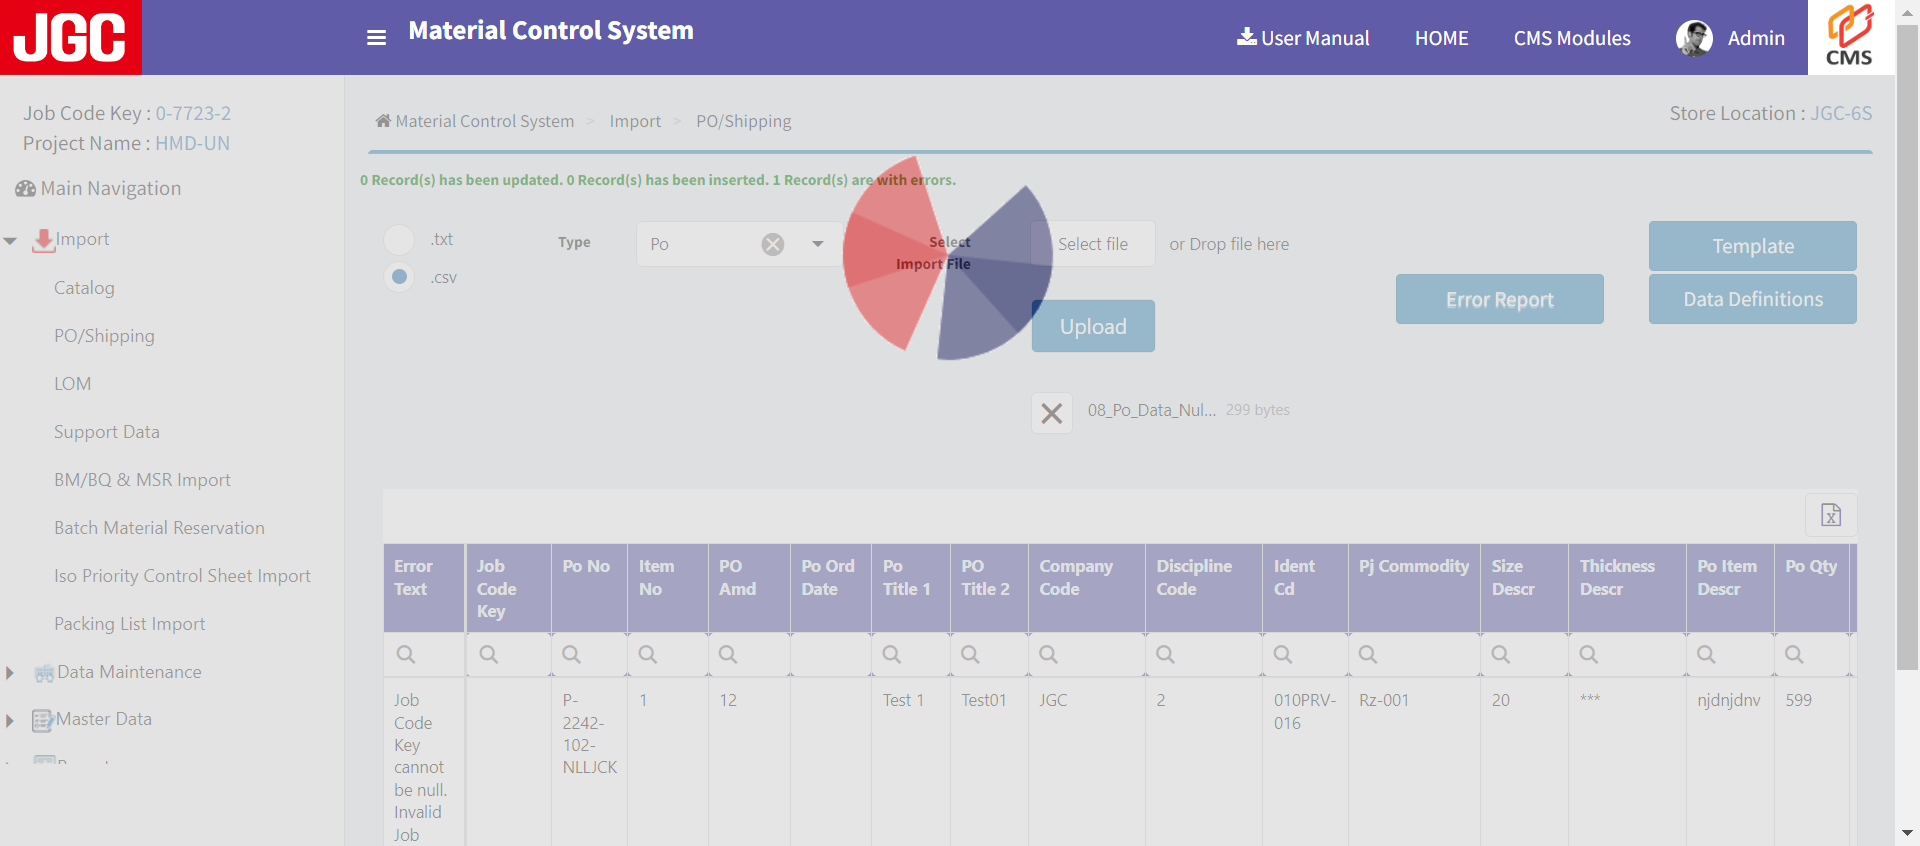 JGC
Material Control System
User Manual
HOME
CMS Modules
Admin
CMS
Job Code Key : 0-7723-2
Project Name : HMD-UN
Main Navigation
Import
Catalog
PO/Shipping
LOM
Support Data
BM/BQ & MSR Import
Batch Material Reservation
Iso Priority Control Sheet Import
Packing List Import
Data Maintenance
Master Data
Material Control System > Import > PO/Shipping
Store Location : JGC-6S
0 Record(s) has been updated. 0 Record(s) has been inserted. 1 Record(s) are with errors.
.txt
.csv
Type
Po
Select
Import File
Select file
or Drop file here
Upload
Template
Error Report
Data Definitions
08_Po_Data_Nul...
299 bytes
Error Text
Job Code Key
Po No
Item No
PO Amd
Po Ord Date
Po Title 1
PO Title 2
Company Code
Discipline Code
Ident Cd
Pj Commodity
Size Descr
Thickness Descr
Po Item Descr
Po Qty
Job
Code
Key
cannot
be null.
Invalid
Job
P-
2242-
102-
NLLJCK
1
12
Test 1
Test01
JGC
2
010PRV-
016
Rz-001
20
***
njdnjdnv
599